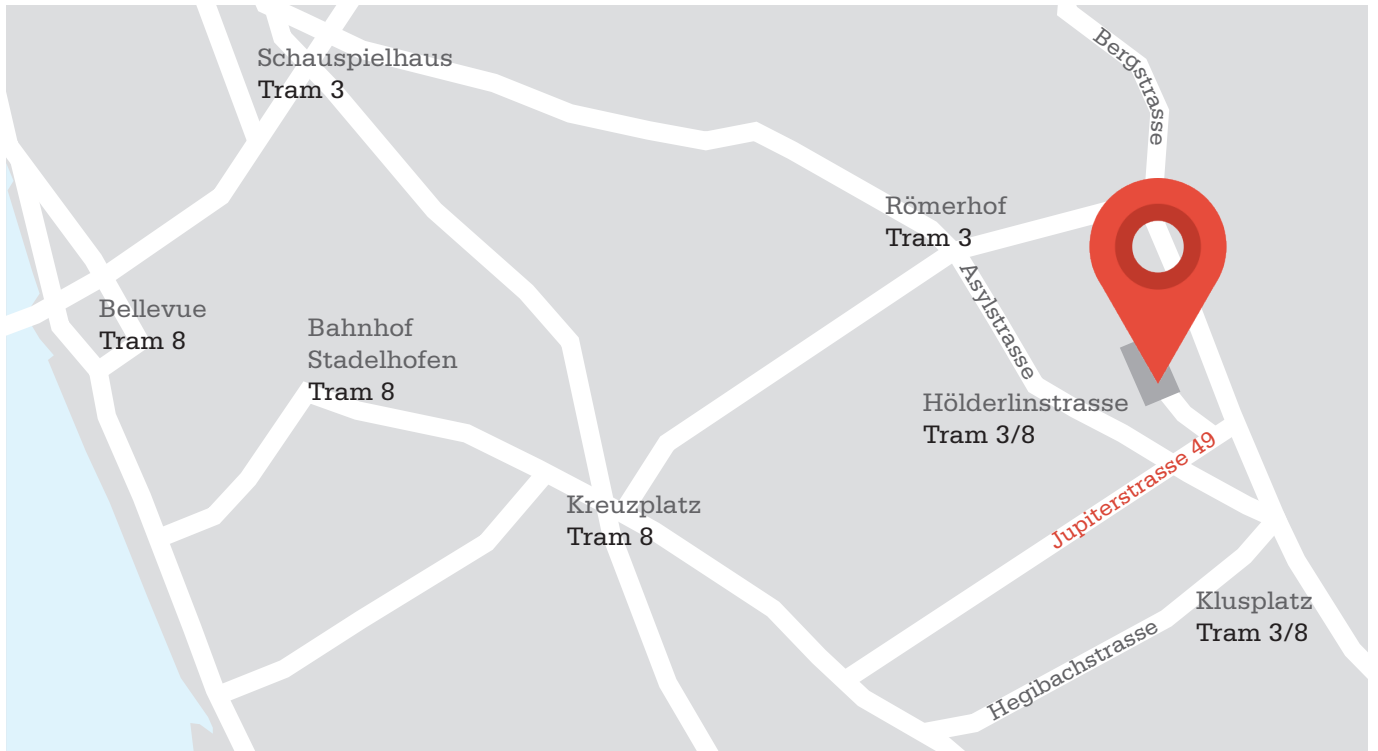 Schauspielhaus
Tram 3
Bergstrasse
Römerhof
Tram 3
Asylstrasse
Bellevue
Tram 8
Bahnhof
Stadelhofen
Tram 8
Hölderlinstrasse
Tram 3/8
Jupiterstrasse 49
Kreuzplatz
Tram 8
Klusplatz
Tram 3/8
Hegibachstrasse